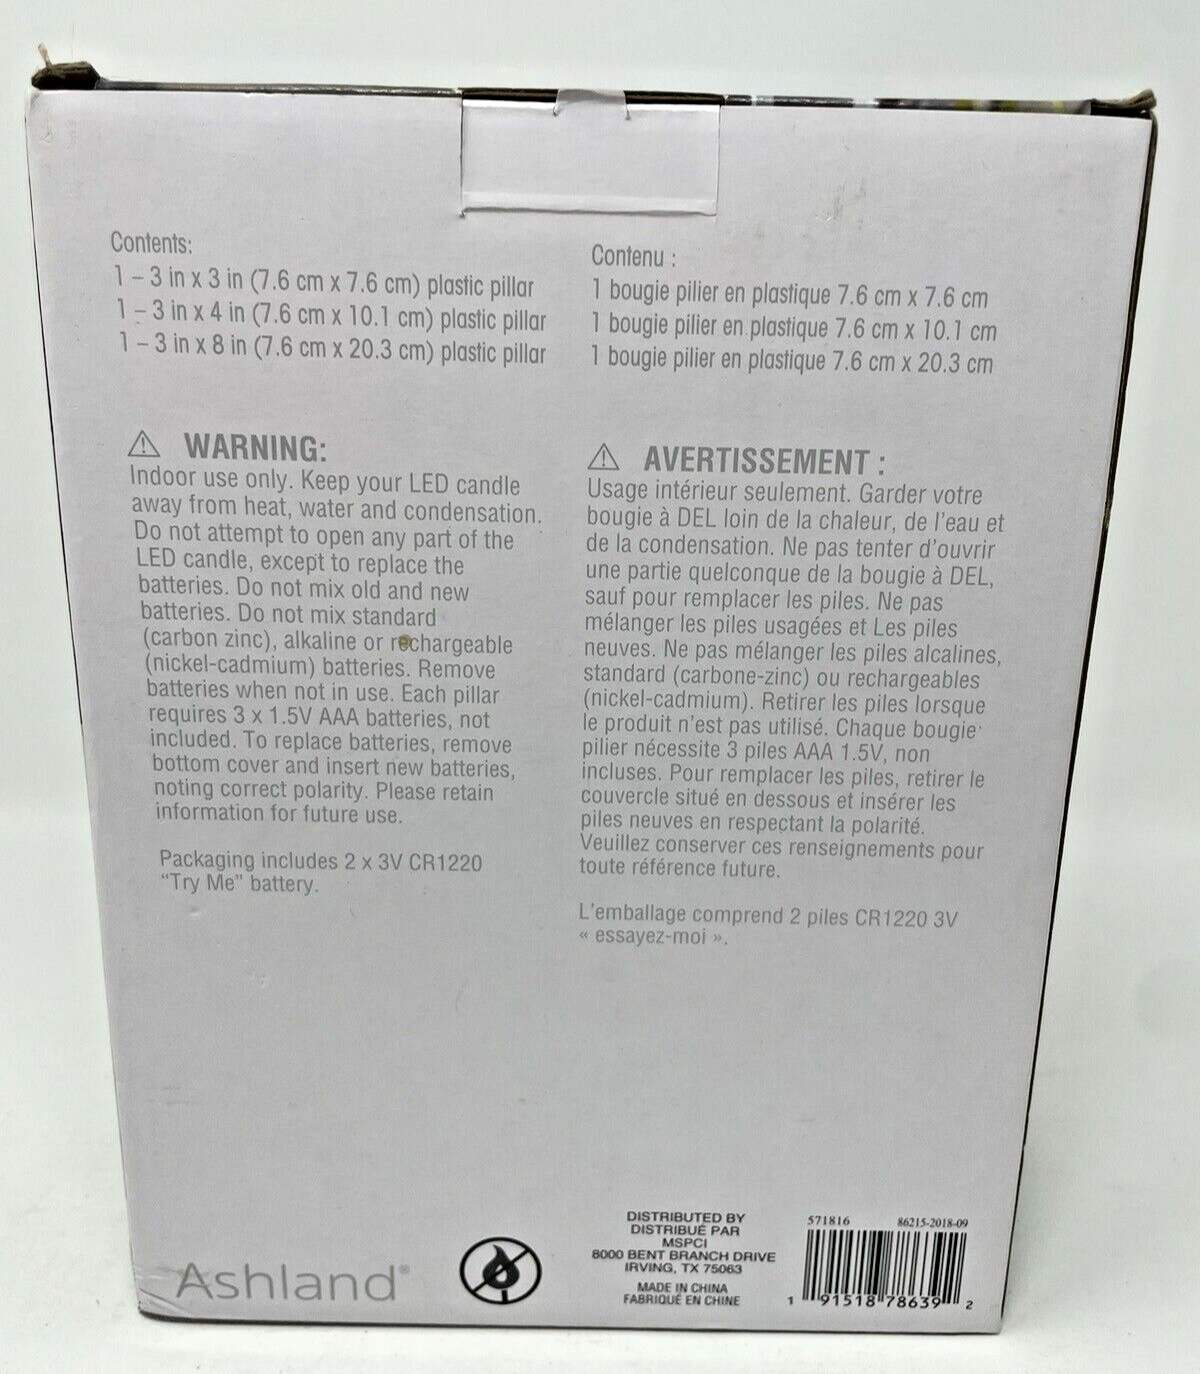 Contents:
1 – 3 in x 3 in (7.6 cm x 7.6 cm) plastic pillar
1 – 3 in x 4 in (7.6 cm x 10.1 cm) plastic pillar
1 – 3 in x 8 in (7.6 cm x 20.3 cm) plastic pillar
⚠ WARNING:
Indoor use only. Keep your LED candle
away from heat, water and condensation.
Do not attempt to open any part of the
LED candle, except to replace the
batteries. Do not mix old and new
batteries. Do not mix standard
(carbon zinc), alkaline or rechargeable
(nickel-cadmium) batteries. Remove
batteries when not in use. Each pillar
requires 3 x 1.5V AAA batteries, not
included. To replace batteries, remove
bottom cover and insert new batteries,
noting correct polarity. Please retain
information for future use.
Packaging includes 2 x 3V CR1220
“Try Me” battery.
Contenu :
1 bougie pilier en plastique 7.6 cm x 7.6 cm
1 bougie pilier en plastique 7.6 cm x 10.1 cm
1 bougie pilier en plastique 7.6 cm x 20.3 cm
⚠ AVERTISSEMENT :
Usage intérieur seulement. Garder votre
bougie à DEL loin de la chaleur, de l’eau et
de la condensation. Ne pas tenter d’ouvrir
une partie quelconque de la bougie à DEL,
sauf pour remplacer les piles. Ne pas
mélanger les piles usagées et Les piles
neuves. Ne pas mélanger les piles alcalines,
standard (carbone-zinc) ou rechargeables
(nickel-cadmium). Retirer les piles lorsque
le produit n’est pas utilisé. Chaque bougie
pilier nécessite 3 piles AAA 1.5V, non
incluses. Pour remplacer les piles, retirer le
couvercle situé en dessous et insérer les
piles neuves en respectant la polarité.
Veuillez conserver ces renseignements pour
toute référence future.
L’emballage comprend 2 piles CR1220 3V
« essayez-moi ».
Ashland®
DISTRIBUTED BY
DISTRIBUÉ PAR
MSPCI
8000 BENT BRANCH DRIVE
IRVING, TX 75063
MADE IN CHINA
FABRIQUÉ EN CHINE
571816 86215-2018-09
1 91518 78639 2